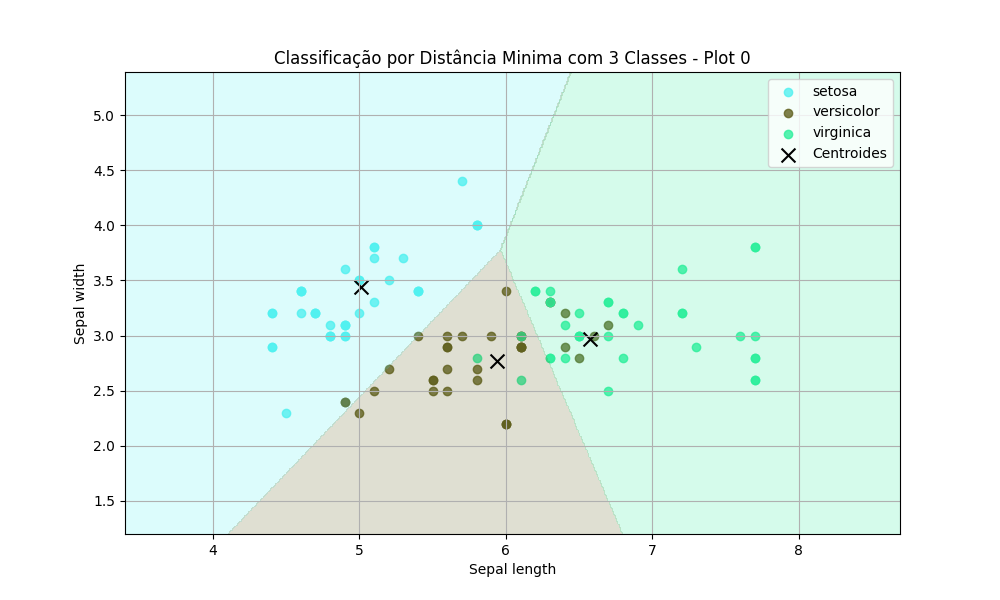 Classificação por Distância Minima com 3 Classes - Plot 0
setosa
versicolor
virginica
Centroides
Sepal width
5.0
4.5
4.0
3.5
3.0
2.5
2.0
1.5
4 5 6 7 8
Sepal length